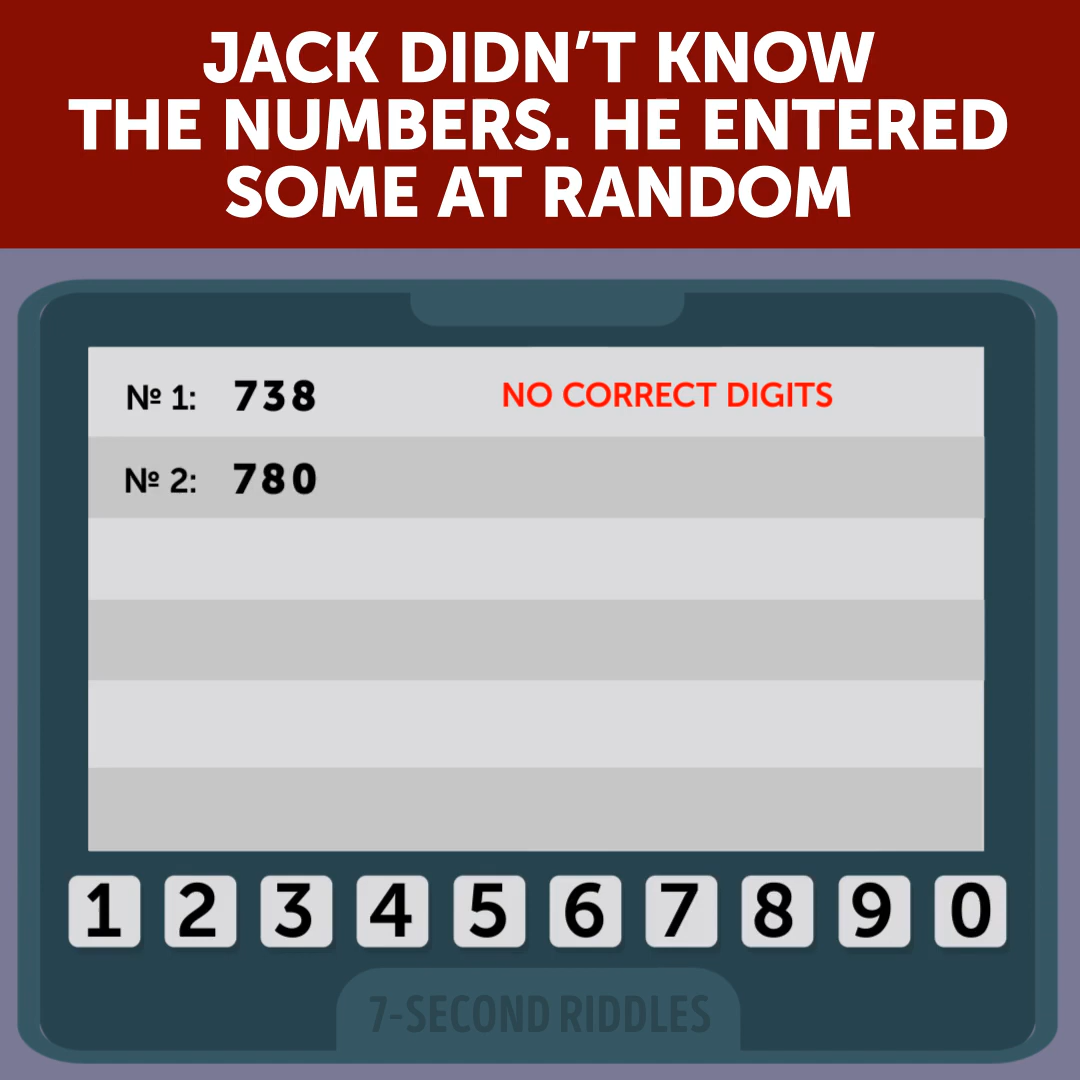 JACK DIDN’T KNOW
THE NUMBERS. HE ENTERED
SOME AT RANDOM
№ 1: 738 NO CORRECT DIGITS
№ 2: 780
1 2 3 4 5 6 7 8 9 0
7-SECOND RIDDLES